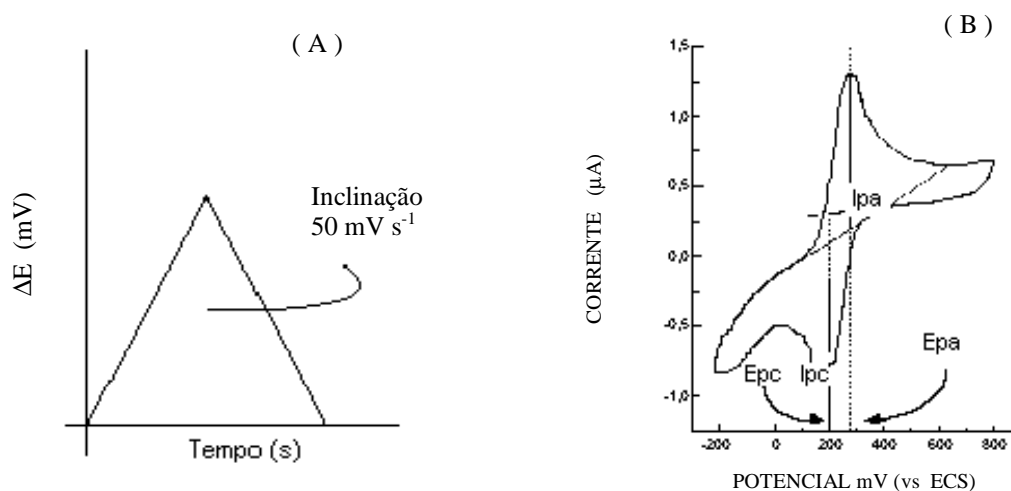 ( A )
ΔE (mV)
Inclinação
50 mV s-1
Tempo (s)
( B )
CORRENTE (µA)
1,5
1,0
0,5
0,0
-0,5
-1,0
Ipa
Epc
Ipc
Epa
-200
0
200
400
600
800
POTENCIAL mV (vs ECS)